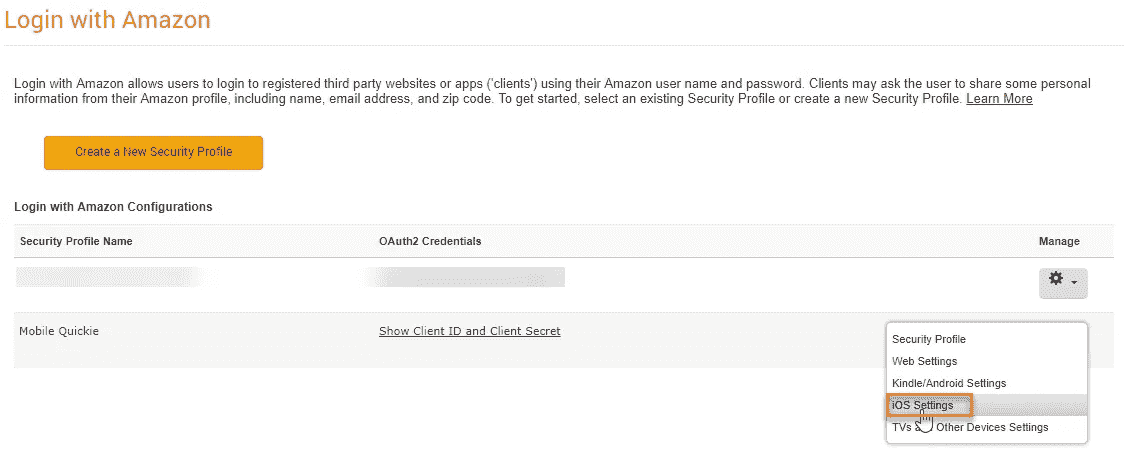 Login with Amazon
Login with Amazon allows users to login to registered third party websites or apps ('clients') using their Amazon user name and password. Clients may ask the user to share some personal
information from their Amazon profile, including name, email address, and zip code. To get started, select an existing Security Profile or create a new Security Profile. Learn More
Create a New Security Profile
Login with Amazon Configurations
Security Profile Name OAuth2 Credentials Manage
Mobile Quickie Show Client ID and Client Secret
Security Profile
Web Settings
Kindle/Android Settings
iOS Settings
TVs Other Devices Settings